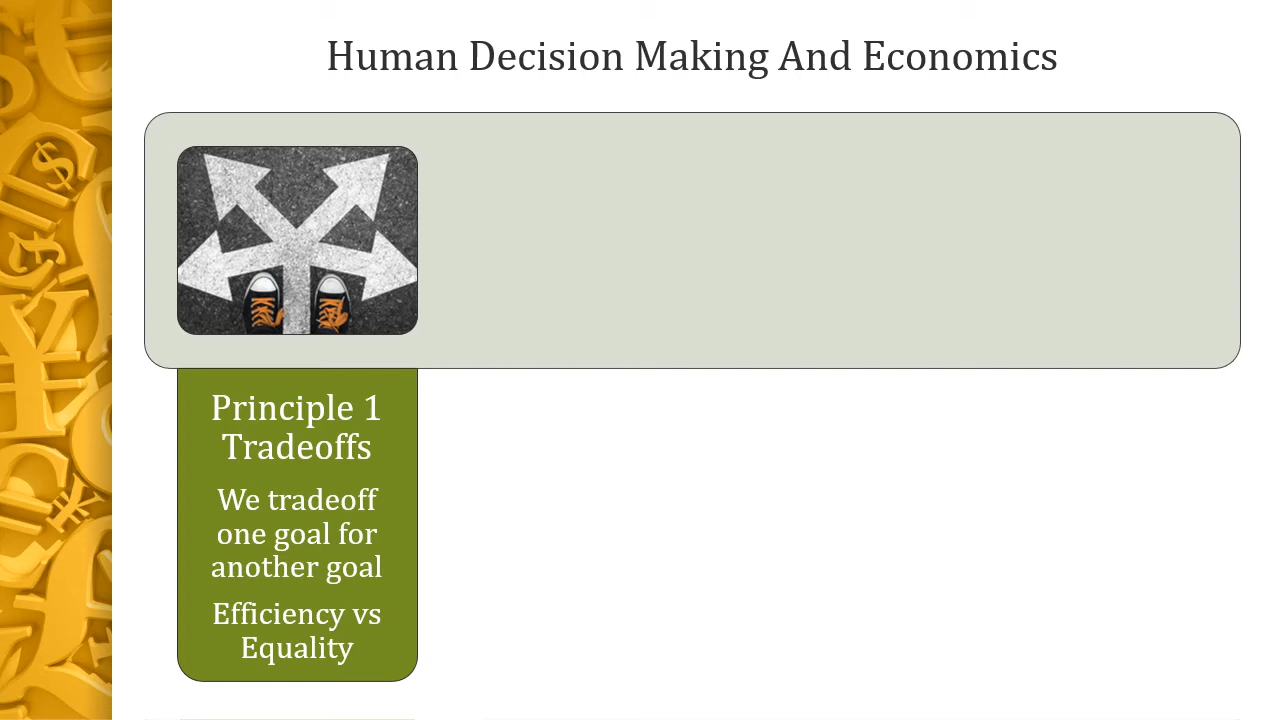 Human Decision Making And Economics
Principle 1
Tradeoffs
We tradeoff
one goal for
another goal
Efficiency vs
Equality